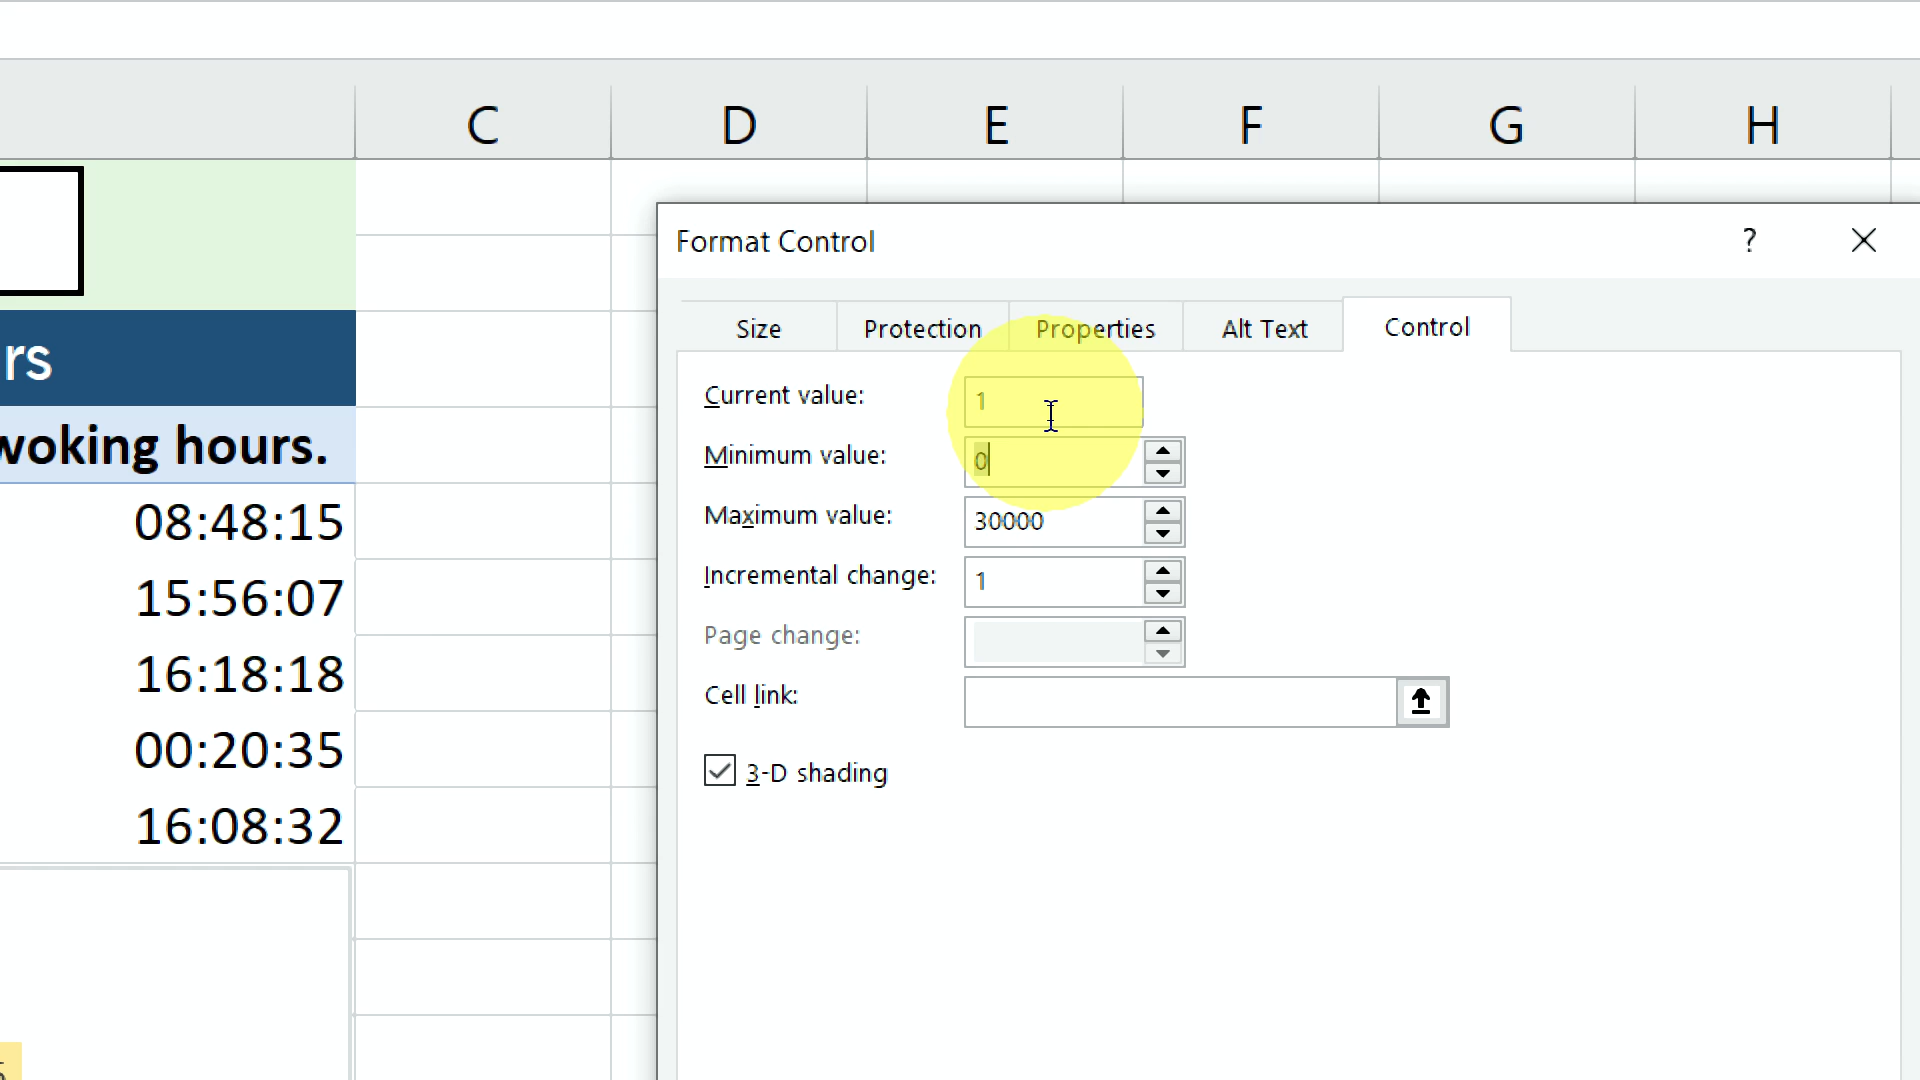 C D E F G H
Format Control ?
Size Protection Properties Alt Text Control
rs
Current value: 1
woking hours.
Minimum value: 0
08:48:15
Maximum value: 30000
15:56:07
Incremental change: 1
Page change:
16:18:18
Cell link:
00:20:35
3-D shading
16:08:32